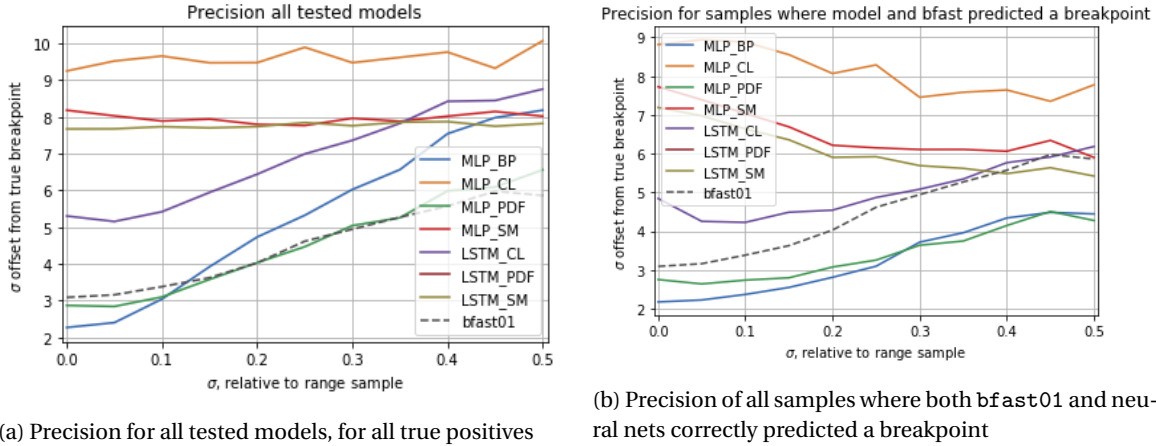 Precision all tested models
10
9
8
7
6
5
4
3
2
σ offset from true breakpoint
MLP_BP
MLP_CL
MLP_PDF
MLP_SM
LSTM_CL
LSTM_PDF
LSTM_SM
bfast01
0.0 0.1 0.2 0.3 0.4 0.5
σ, relative to range sample
(a) Precision for all tested models, for all true positives
Precision for samples where model and bfast predicted a breakpoint
9
8
7
6
5
4
3
2
σ offset from true breakpoint
MLP_BP
MLP_CL
MLP_PDF
MLP_SM
LSTM_CL
LSTM_PDF
LSTM_SM
bfast01
0.0 0.1 0.2 0.3 0.4 0.5
σ, relative to range sample
(b) Precision of all samples where both bfast01 and neu-
ral nets correctly predicted a breakpoint